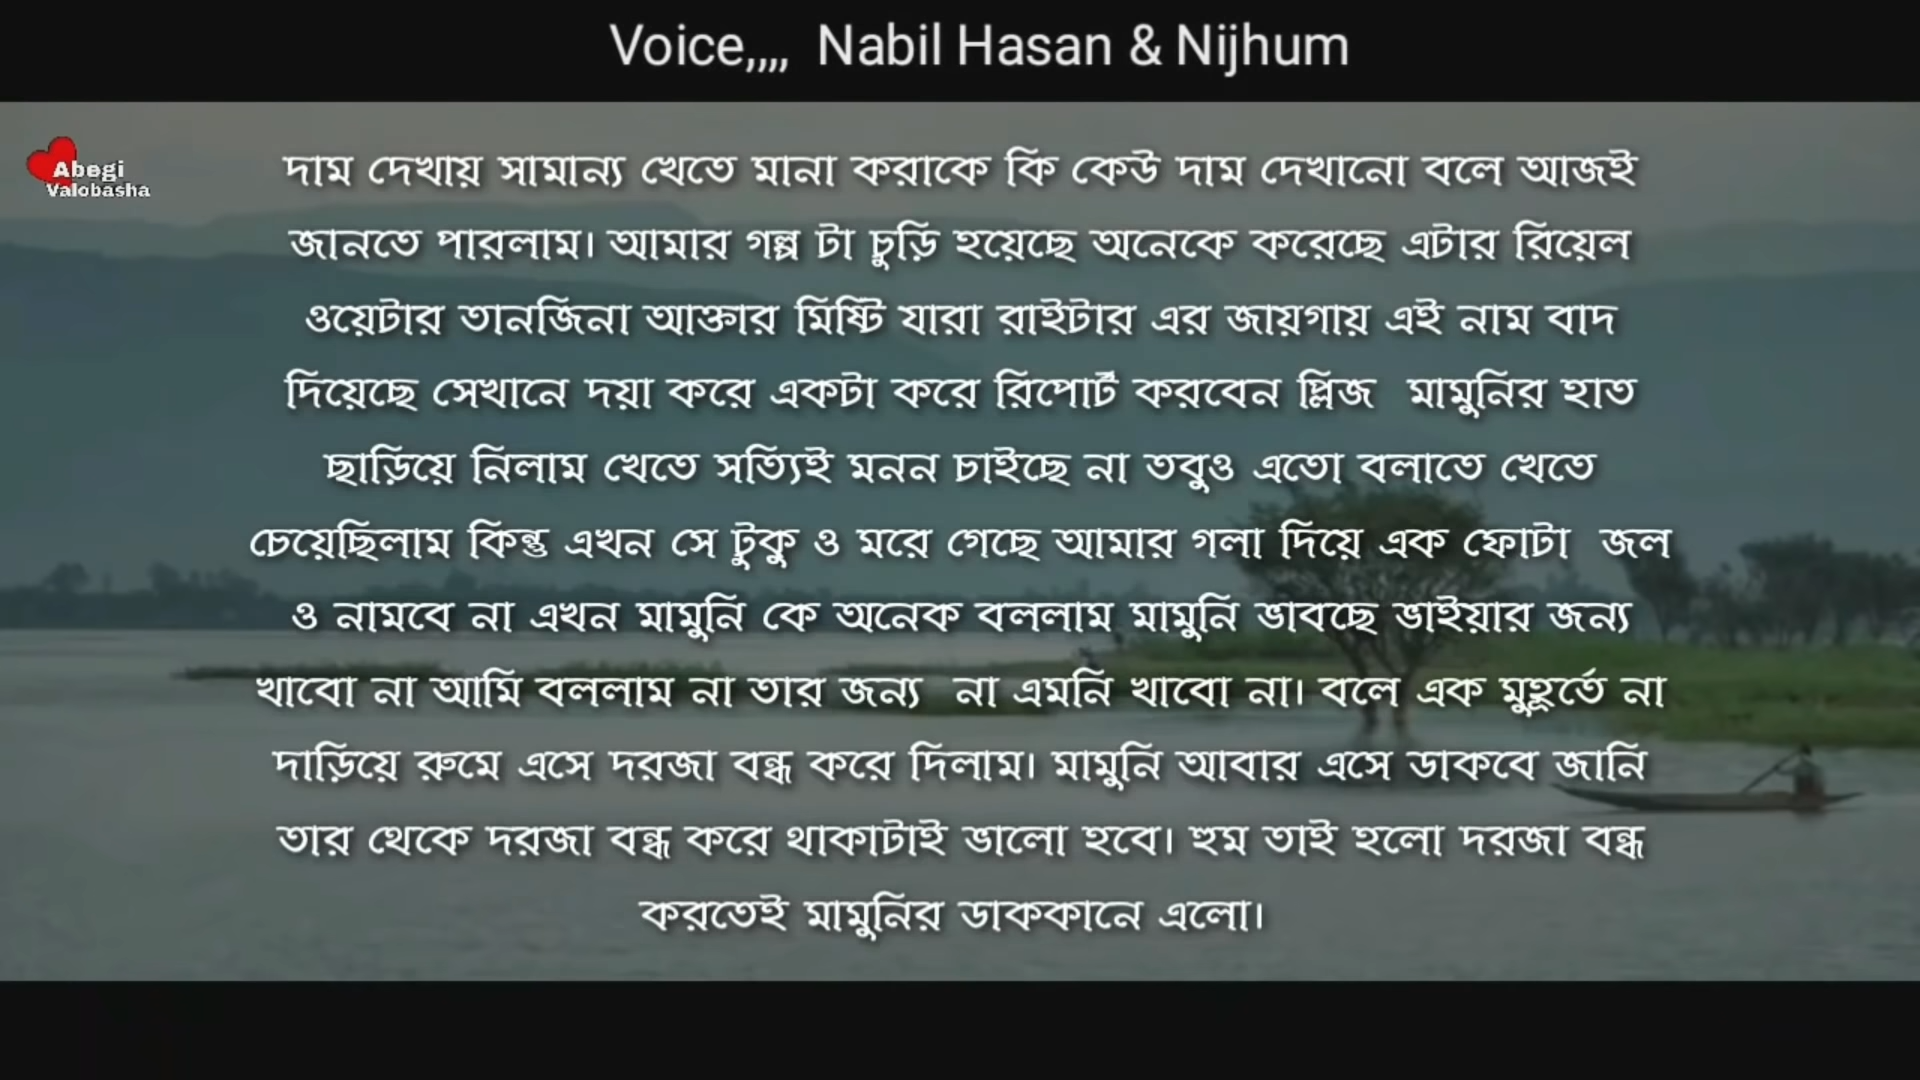 Voice,,,, Nabil Hasan & Nijhum
Abegi
Valobasha
দাম দেখায় সামান্য খেতে মানা করাকে কি কেউ দাম দেখানো বলে আজই
জানতে পারলাম। আমার গল্প টা চুড়ি হয়েছে অনেকে করেছে এটার রিয়েল
ওয়েটার তানজিনা আক্তার মিষ্টি যারা রাইটার এর জায়গায় এই নাম বাদ
দিয়েছে সেখানে দয়া করে একটা করে রিপোর্ট করবেন প্লিজ মামুনির হাত
ছাড়িয়ে নিলাম খেতে সত্যিই মনন চাইছে না তবুও এতো বলাতে খেতে
চেয়েছিলাম কিন্তু এখন সে টুকু ও মরে গেছে আমার গলা দিয়ে এক ফোটা জল
ও নামবে না এখন মামুনি কে অনেক বললাম মামুনি ভাবছে ভাইয়ার জন্য
খাবো না আমি বললাম না তার জন্য না এমনি খাবো না। বলে এক মুহূর্তে না
দাড়িয়ে রুমে এসে দরজা বন্ধ করে দিলাম। মামুনি আবার এসে ডাকবে জানি
তার থেকে দরজা বন্ধ করে থাকাটাই ভালো হবে। হুম তাই হলো দরজা বন্ধ
করতেই মামুনির ডাককানে এলো।